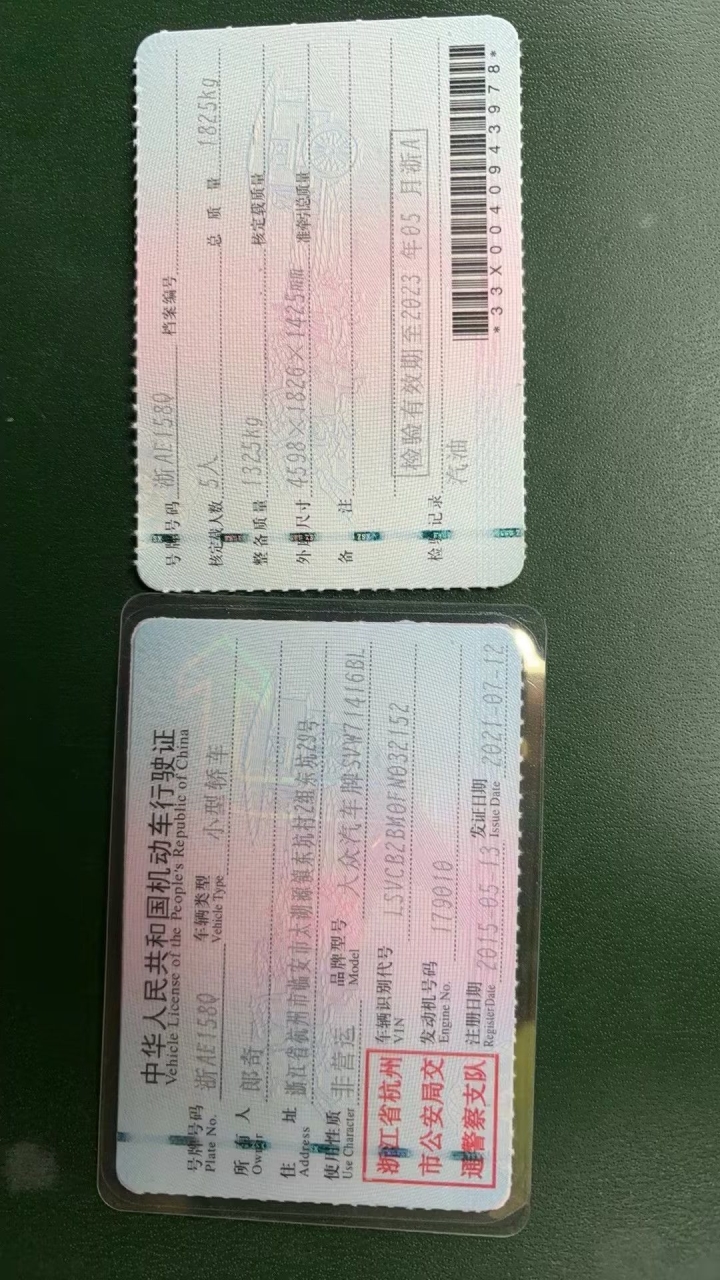 中华人民共和国机动车行驶证
Vehicle License of the People's Republic of China
号牌号码 浙AE158Q 车辆类型 小型轿车
Plate No. Vehicle Type
所有人 郎奇
Owner
住址 浙江省杭州市临安市太湖源镇东坑村2组东坑29号
Address
使用性质 非营运 品牌型号 大众汽车牌SVW71416BL
Use Character Model
浙江省杭州
市公安局交
通警察支队
车辆识别代号 LSVCB2BM0FN032152
VIN
发动机号码 179010
Engine No.
注册日期 2015-05-13 发证日期 2021-07-12
Register Date Issue Date
号牌号码 浙AE158Q 档案编号
核定载人数 5人 总质量 1825kg
整备质量 1325kg 核定载质量
外廓尺寸 4598×1826×1425mm 准牵引总质量
备注
检验有效期至2023年05月浙A
检验记录 汽油
*33X0040943978*